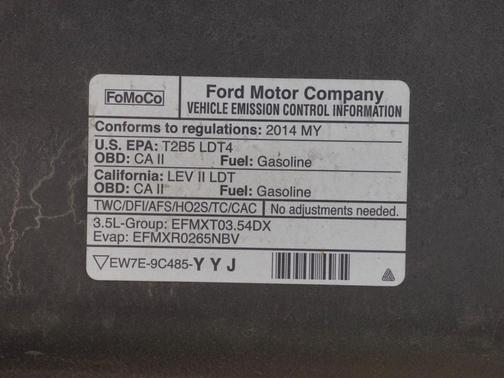 FoMoCo
Ford Motor Company
VEHICLE EMISSION CONTROL INFORMATION
Conforms to regulations: 2014 MY
U.S. EPA: T2B5 LDT4
OBD: CA II Fuel: Gasoline
California: LEV II LDT
OBD: CA II Fuel: Gasoline
TWC/DFI/AFS/HO2S/TC/CAC No adjustments needed.
3.5L-Group: EFMXT03.54DX
Evap: EFMXR0265NBV
EW7E-9C485-YYJ